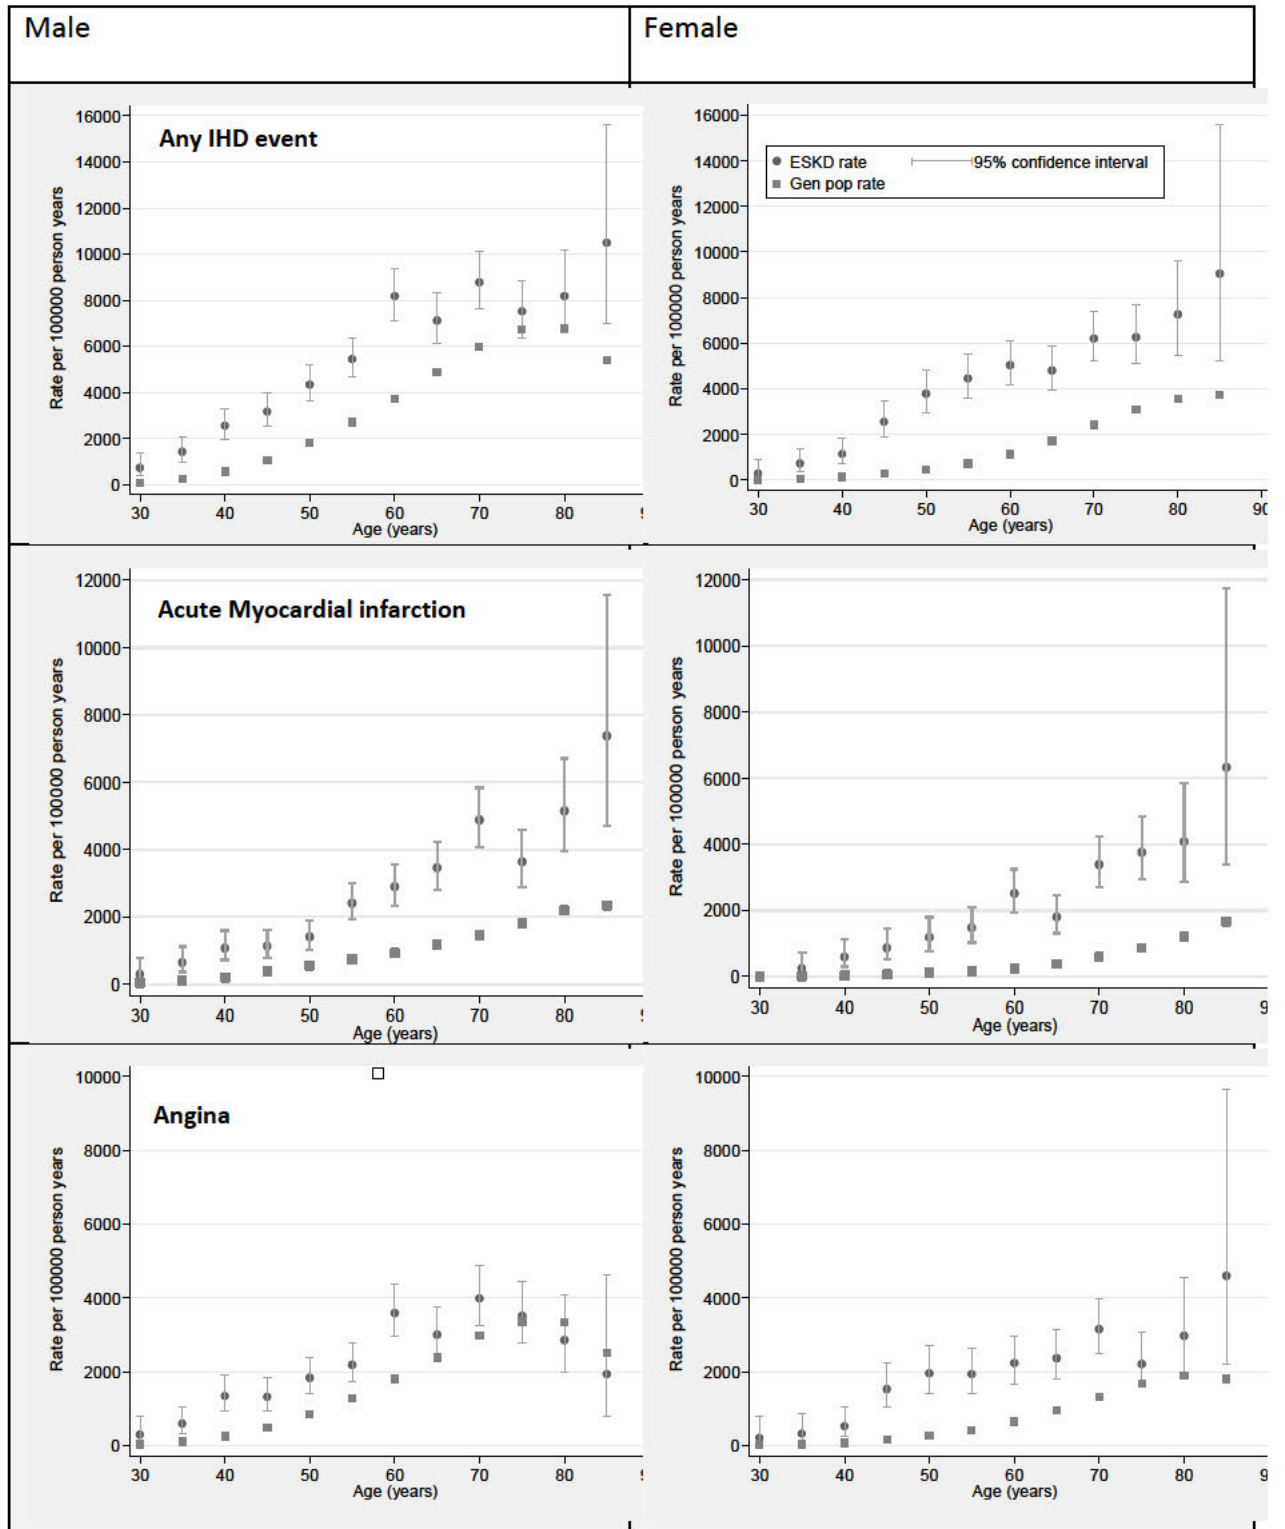 Male
Female
Any IHD event
Rate per 100000 person years
16000
14000
12000
10000
8000
6000
4000
2000
0
30 40 50 60 70 80 9
Age (years)
ESKD rate 95% confidence interval
Gen pop rate
Rate per 100000 person years
16000
14000
12000
10000
8000
6000
4000
2000
0
30 40 50 60 70 80 90
Age (years)
Acute Myocardial infarction
Rate per 100000 person years
12000
10000
8000
6000
4000
2000
0
30 40 50 60 70 80 9
Age (years)
Rate per 100000 person years
12000
10000
8000
6000
4000
2000
0
30 40 50 60 70 80 9
Age (years)
Angina
Rate per 100000 person years
10000
8000
6000
4000
2000
0
30 40 50 60 70 80 9
Age (years)
Rate per 100000 person years
10000
8000
6000
4000
2000
0
30 40 50 60 70 80 9
Age (years)